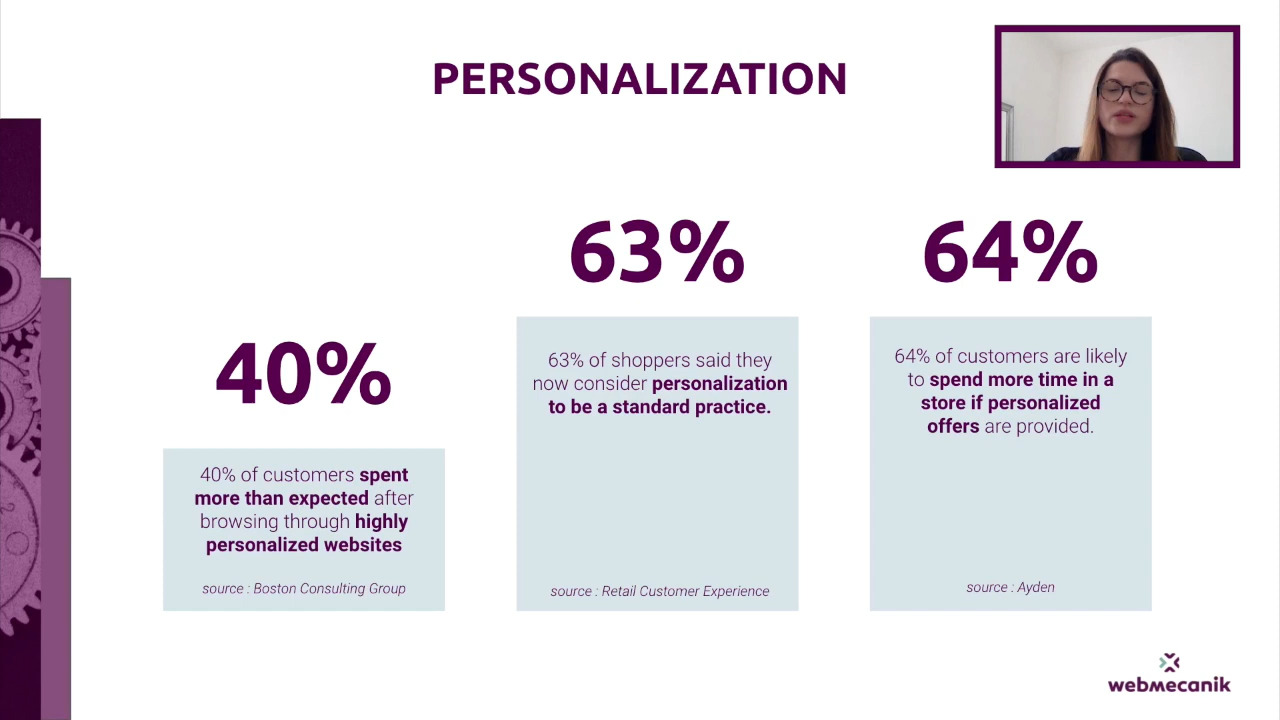 PERSONALIZATION
40%
40% of customers spent
more than expected after
browsing through highly
personalized websites
source : Boston Consulting Group
63%
63% of shoppers said they
now consider personalization
to be a standard practice.
source : Retail Customer Experience
64%
64% of customers are likely
to spend more time in a
store if personalized
offers are provided.
source : Ayden
webmecanik